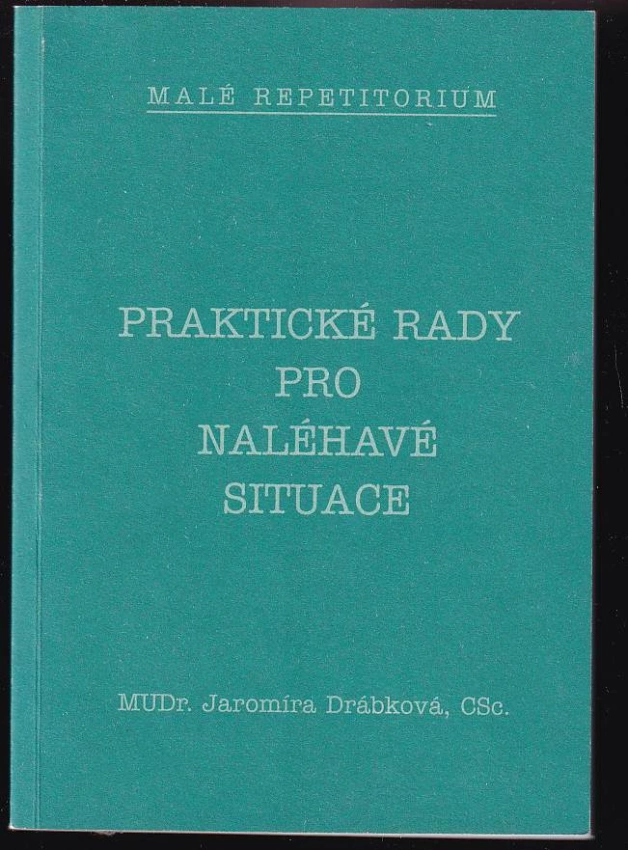 MALÉ REPETITORIUM
PRAKTICKÉ RADY
PRO
NALÉHAVÉ
SITUACE
MUDr. Jaromíra Drábková, CSc.